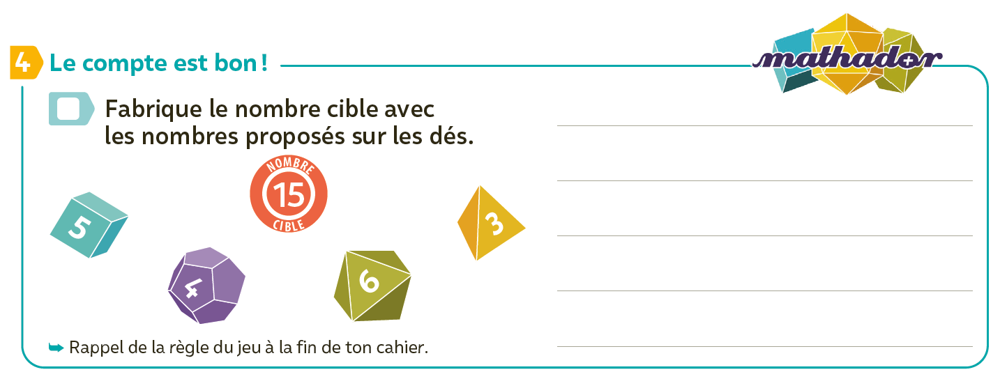 mathador
4 Le compte est bon !
Fabrique le nombre cible avec
les nombres proposés sur les dés.
NOMBRE
15
CIBLE
5
3
4
6
Rappel de la règle du jeu à la fin de ton cahier.